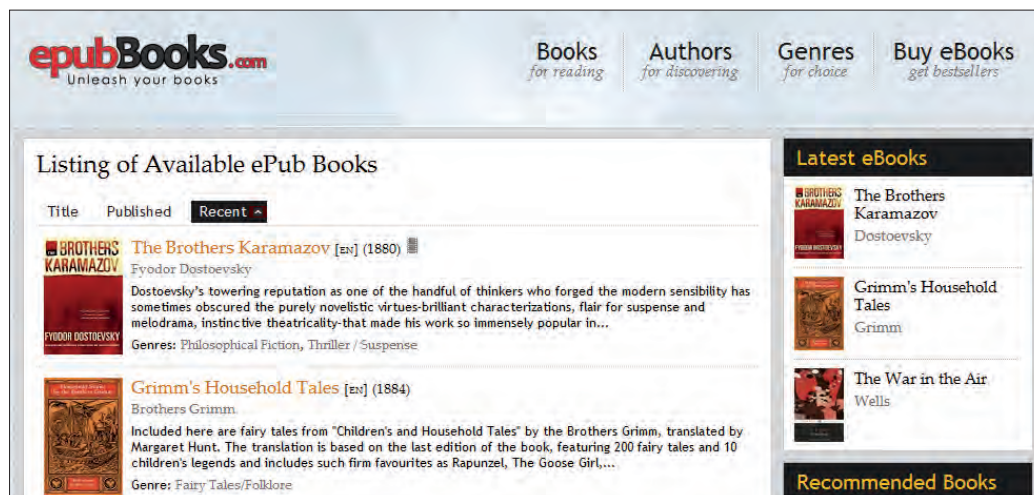 epubBooks.com
Unleash your books
Books
for reading
Authors
for discovering
Genres
for choice
Buy eBooks
get bestsellers
Listing of Available ePub Books
Title Published Recent
BROTHERS
KARAMAZOV
FYODOR DOSTOEVSKY
The Brothers Karamazov [EN] (1880)
Fyodor Dostoevsky
Dostoevsky's towering reputation as one of the handful of thinkers who forged the modern sensibility has
sometimes obscured the purely novelistic virtues-brilliant characterizations, flair for suspense and
melodrama, instinctive theatricality-that made his work so immensely popular in...
Genres: Philosophical Fiction, Thriller / Suspense
Grimm's Household Tales [EN] (1884)
Brothers Grimm
Included here are fairy tales from "Children's and Household Tales" by the Brothers Grimm, translated by
Margaret Hunt. The translation is based on the last edition of the book, featuring 200 fairy tales and 10
children's legends and includes such firm favourites as Rapunzel, The Goose Girl,...
Genre: Fairy Tales/Folklore
Latest eBooks
BROTHERS
KARAMAZOV
FYODOR DOSTOEVSKY
The Brothers
Karamazov
Dostoevsky
Grimm's Household
Tales
Grimm
The War in the Air
Wells
Recommended Books